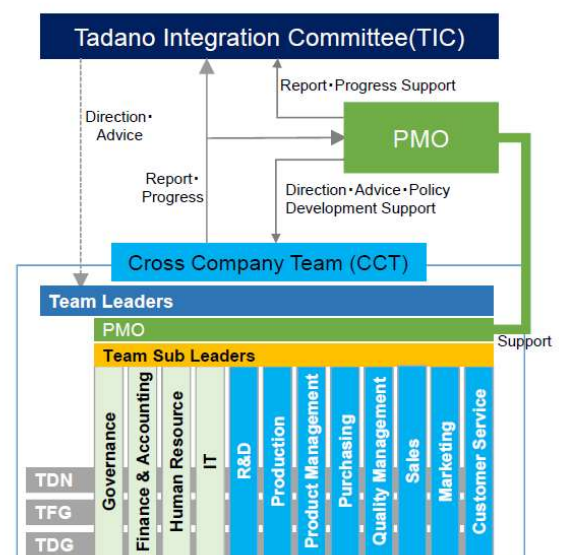 Tadano Integration Committee(TIC)
Report・Progress Support
Direction・
Advice
PMO
Report・
Progress
Direction・Advice・Policy
Development Support
Cross Company Team (CCT)
Team Leaders
PMO
Support
Team Sub Leaders
Governance
Finance & Accounting
Human Resource
IT
R&D
Production
Product Management
Purchasing
Quality Management
Sales
Marketing
Customer Service
TDN
TFG
TDG